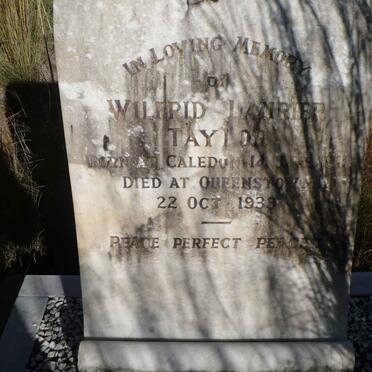 IN LOVING MEMORY
OF
WILFRID LAURIER
TAYLOR
BORN AT CALEDON 14
DIED AT QUEENSTOWN
22 OCT 1939
PEACE PERFECT PEACE